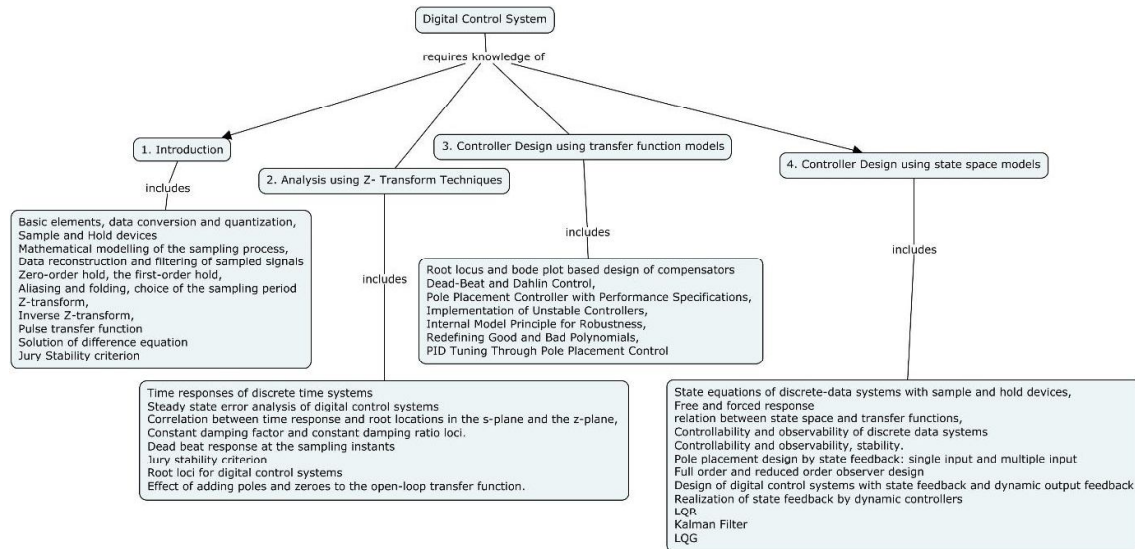 Digital Control System
requires knowledge of
1. Introduction
includes
Basic elements, data conversion and quantization,
Sample and Hold devices
Mathematical modelling of the sampling process,
Data reconstruction and filtering of sampled signals
Zero-order hold, the first-order hold,
Aliasing and folding, choice of the sampling period
Z-transform,
Inverse Z-transform,
Pulse transfer function
Solution of difference equation
Jury Stability criterion
2. Analysis using Z- Transform Techniques
includes
Time responses of discrete time systems
Steady state error analysis of digital control systems
Correlation between time response and root locations in the s-plane and the z-plane,
Constant damping factor and constant damping ratio loci.
Dead beat response at the sampling instants
Jury stability criterion
Root loci for digital control systems
Effect of adding poles and zeroes to the open-loop transfer function.
3. Controller Design using transfer function models
includes
Root locus and bode plot based design of compensators
Dead-Beat and Dahlin Control,
Pole Placement Controller with Performance Specifications,
Implementation of Unstable Controllers,
Internal Model Principle for Robustness,
Redefining Good and Bad Polynomials,
PID Tuning Through Pole Placement Control
4. Controller Design using state space models
includes
State equations of discrete-data systems with sample and hold devices,
Free and forced response
relation between state space and transfer functions,
Controllability and observability of discrete data systems
Controllability and observability, stability.
Pole placement design by state feedback: single input and multiple input
Full order and reduced order observer design
Design of digital control systems with state feedback and dynamic output feedback
Realization of state feedback by dynamic controllers
LQR
Kalman Filter
LQG